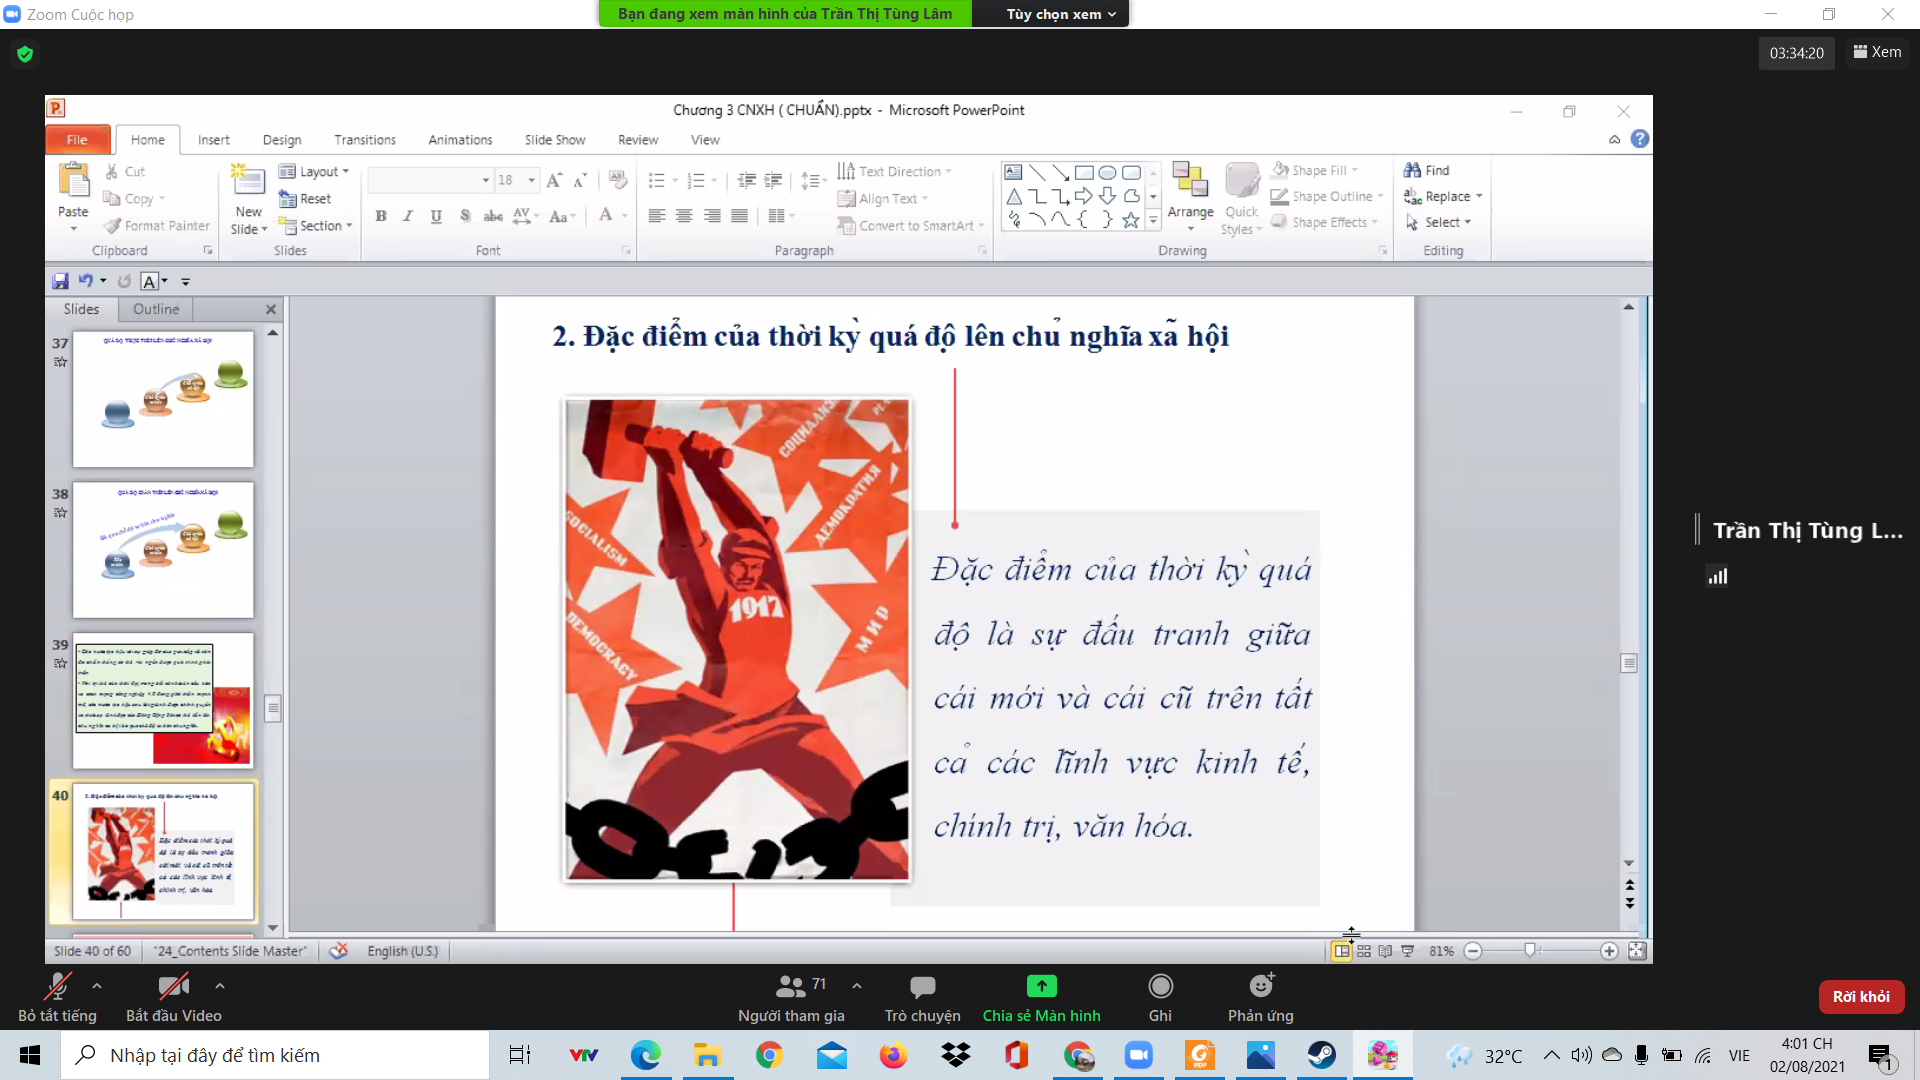 Zoom Cuộc họp
Bạn đang xem màn hình của Trần Thị Tùng Lâm
Tùy chọn xem
03:34:20
Xem
Chương 3 CNXH ( CHUẨN).pptx - Microsoft PowerPoint
File Home Insert Design Transitions Animations Slide Show Review View
Paste
Cut
Copy
Format Painter
Clipboard
New Slide
Layout
Reset
Section
Slides
18
Font
Text Direction
Align Text
Convert to SmartArt
Paragraph
Arrange
Quick Styles
Shape Fill
Shape Outline
Shape Effects
Drawing
Find
Replace
Select
Editing
Slides Outline
37
38
39
40
2. Đặc điểm của thời kỳ quá độ lên chủ nghĩa xã hội
SOCIALISM
ДЕМОКРАТИЯ
1917
МИР
DEMOCRACY
Đặc điểm của thời kỳ quá
độ là sự đấu tranh giữa
cái mới và cái cũ trên tất
cả các lĩnh vực kinh tế,
chính trị, văn hóa.
Trần Thị Tùng L...
Slide 40 of 60
"24_Contents Slide Master"
English (U.S.)
81%
Bỏ tắt tiếng
Bắt đầu Video
71
Người tham gia
Trò chuyện
Chia sẻ Màn hình
Ghi
Phản ứng
Rời khỏi
Nhập tại đây để tìm kiếm
VTV
32°C
VIE
4:01 CH
02/08/2021
1